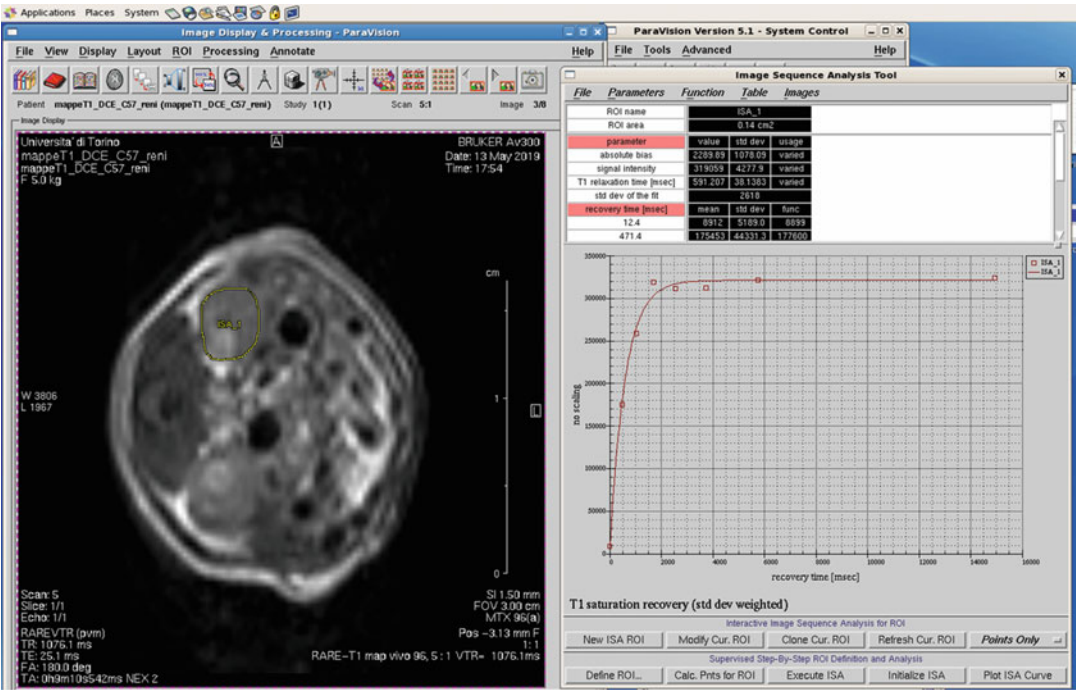 Applications Places System
Image Display & Processing - ParaVision
File View Display Layout ROI Processing Annotate Help
Patient mappeT1_DCE_C57_reni (mappeT1_DCE_C57_reni) Study 1(1) Scan 5:1 Image 3/8
Image Display
Universita' di Torino
mappeT1_DCE_C57_reni
mappeT1_DCE_C57_reni
F 5.0 kg
A
BRUKER Av300
Date: 13 May 2019
Time: 17:54
cm
ISA_1
W 3806
L 1967
1
L
0
Scan: 5
Slice: 1/1
Echo: 1/1
RAREVTR (pvm)
TR: 1076.1 ms
TE: 25.1 ms
FA: 180.0 deg
TA: 0h9m10s542ms NEX 2
SI 1.50 mm
FOV 3.00 cm
MTX 96(a)
Pos -3.13 mm F
1:1
RARE-T1 map vivo 96, 5 : 1 VTR= 1076.1ms
ParaVision Version 5.1 - System Control
File Tools Advanced Help
Image Sequence Analysis Tool
File Parameters Function Table Images
ROI name ISA_1
ROI area 0.14 cm2
parameter value std dev usage
absolute bias 2289.89 1078.09 varied
signal intensity 319059 4277.9 varied
T1 relaxation time [msec] 591.207 38.1383 varied
std dev of the fit 2618
recovery time [msec] mean std dev func
12.4 8912 5189.0 8899
471.4 175453 44331.3 177600
ISA_1
ISA_1
350000
300000
250000
200000
150000
100000
50000
0
no scaling
0 2000 4000 6000 8000 10000 12000 14000 16000
recovery time [msec]
T1 saturation recovery (std dev weighted)
Interactive Image Sequence Analysis for ROI
New ISA ROI Modify Cur. ROI Clone Cur. ROI Refresh Cur. ROI Points Only
Supervised Step-By-Step ROI Definition and Analysis
Define ROI... Calc. Pnts for ROI Execute ISA Initialize ISA Plot ISA Curve